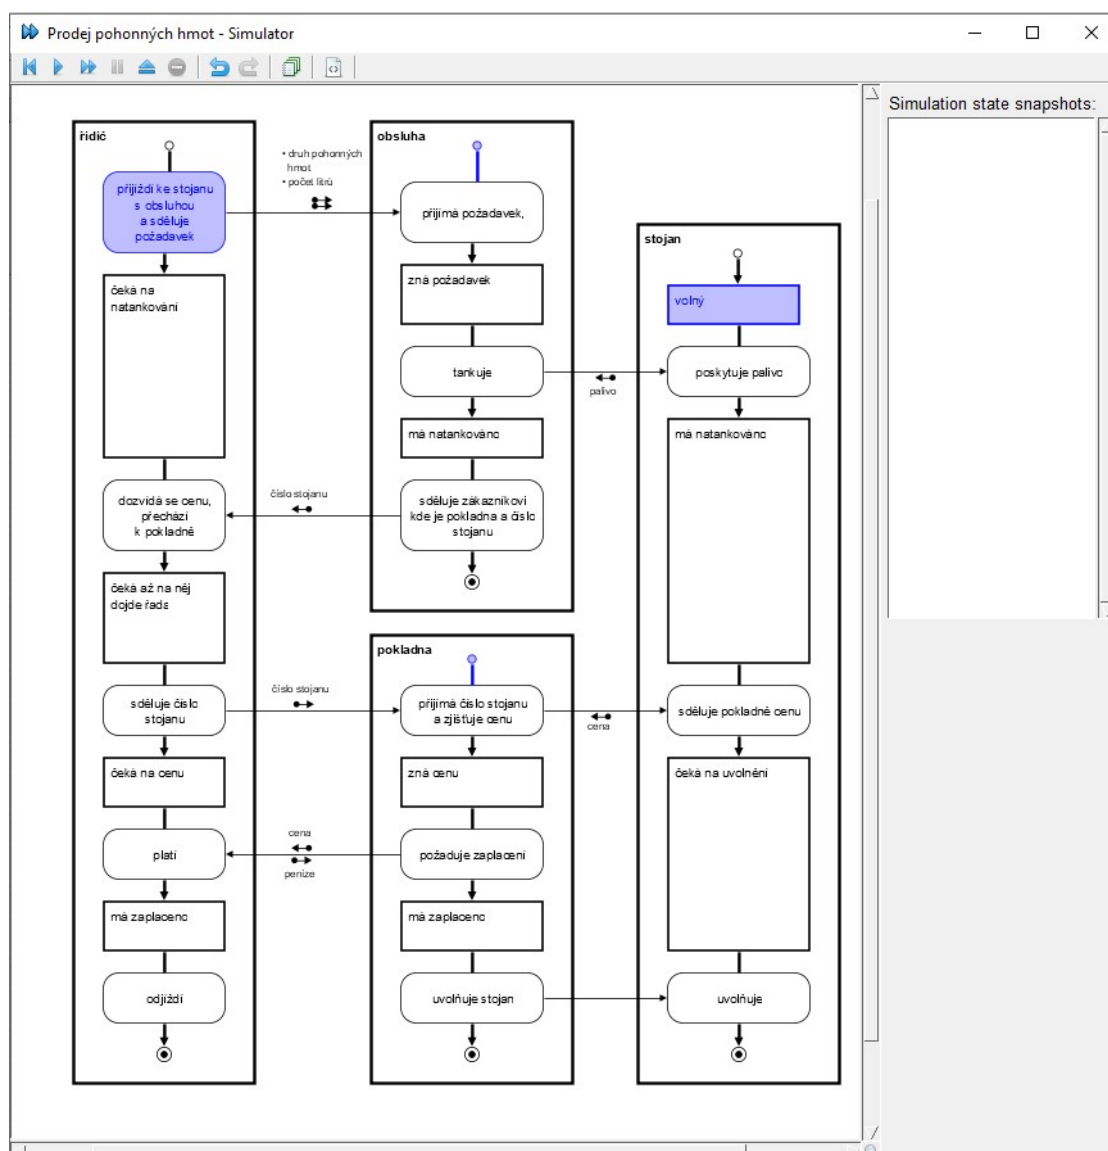 Prodej pohonných hmot - Simulator
Simulation state snapshots:
řidič
přijíždí ke stojanu
s obsluhou
a sděluje
požadavek
čeká na
natankování
dozvídá se cenu,
přechází
k pokladně
čeká až na něj
dojde řada
sděluje číslo
stojanu
čeká na cenu
platí
má zaplaceno
odjíždí
• druh pohonných
hmot
• počet litrů
číslo stojanu
číslo stojanu
cena
peníze
obsluha
přijímá požadavek,
zná požadavek
tankuje
má natankováno
sděluje zákazníkovi
kde je pokladna a číslo
stojanu
pokladna
přijímá číslo stojanu
a zjišťuje cenu
zná cenu
požaduje zaplacení
má zaplaceno
uvolňuje stojan
palivo
cena
stojan
volný
poskytuje palivo
má natankováno
sděluje pokladně cenu
čeká na uvolnění
uvolňuje